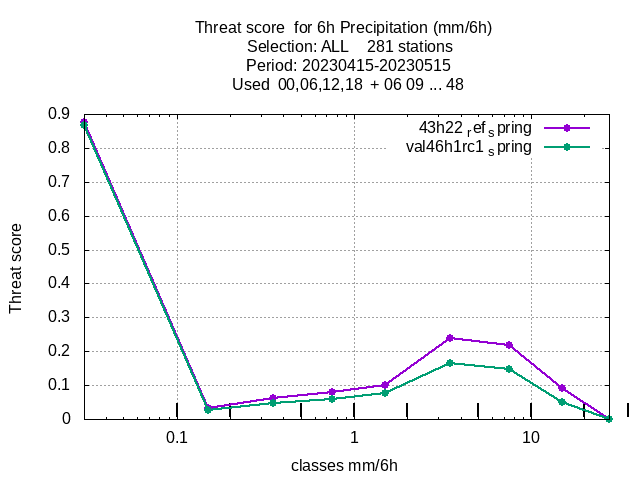 Threat score  for 6h Precipitation (mm/6h)
Selection: ALL    281 stations
Period: 20230415-20230515
Used  00,06,12,18  + 06 09 ... 48
43h22 ref spring
val46h1rc1 spring
0.9
0.8
0.7
0.6
0.5
0.4
0.3
0.2
0.1
0
Threat score
0.1 1 10
classes mm/6h